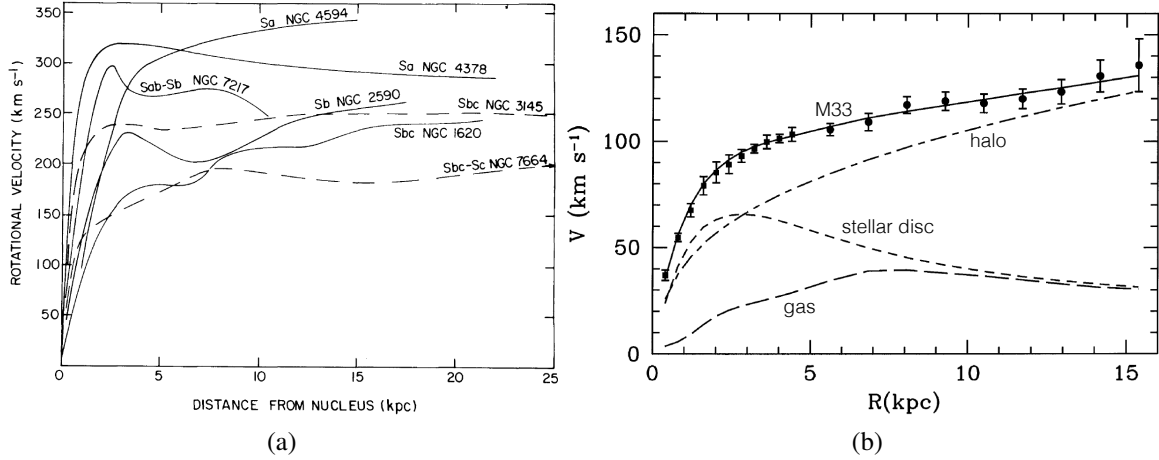 ROTATIONAL VELOCITY (km s⁻¹)
350
300
250
200
150
100
50
0
5
10
15
20
25
DISTANCE FROM NUCLEUS (kpc)
Sa NGC 4594
Sa NGC 4378
Sab-Sb NGC 7217
Sb NGC 2590
Sbc NGC 3145
Sbc NGC 1620
Sbc-Sc NGC 7664
(a)
V (km s⁻¹)
150
100
50
0
0
5
10
15
R(kpc)
M33
halo
stellar disc
gas
(b)